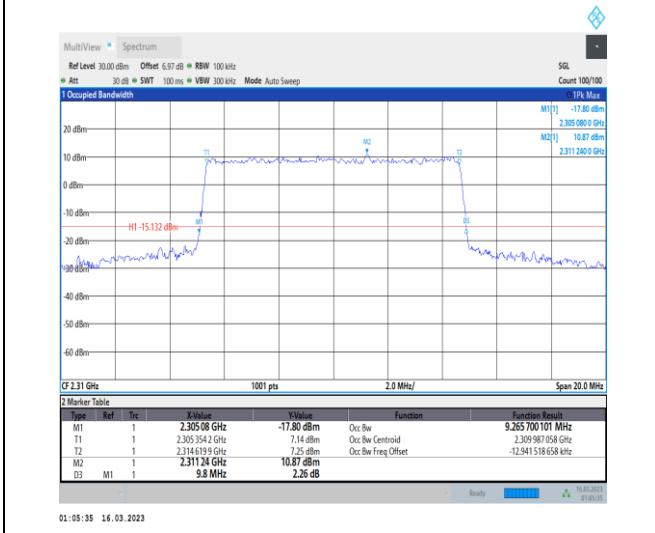 MultiView Spectrum
Ref Level 30.00 dBm Offset 6.97 dB RBW 100 kHz SGL
Att 30 dB SWT 100 ms VBW 300 kHz Mode Auto Sweep Count 100/100
1 Occupied Bandwidth 1Pk Max
M1[1] -17.80 dBm
2.305 080 0 GHz
M2[1] 10.87 dBm
2.311 240 0 GHz
20 dBm
M2
T1 T2
10 dBm
0 dBm
-10 dBm
M1 D3
H1 -15.132 dBm
-20 dBm
-30 dBm
-40 dBm
-50 dBm
-60 dBm
CF 2.31 GHz 1001 pts 2.0 MHz/ Span 20.0 MHz
2 Marker Table
Type Ref Trc X-Value Y-Value Function Function Result
M1 1 2.305 08 GHz -17.80 dBm Occ Bw 9.265 700 101 MHz
T1 1 2.305 354 2 GHz 7.14 dBm Occ Bw Centroid 2.309 987 058 GHz
T2 1 2.314 619 9 GHz 7.25 dBm Occ Bw Freq Offset -12.941 518 658 kHz
M2 1 2.311 24 GHz 10.87 dBm
D3 M1 1 9.8 MHz 2.26 dB
Ready 16.03.2023
01:05:35
01:05:35 16.03.2023